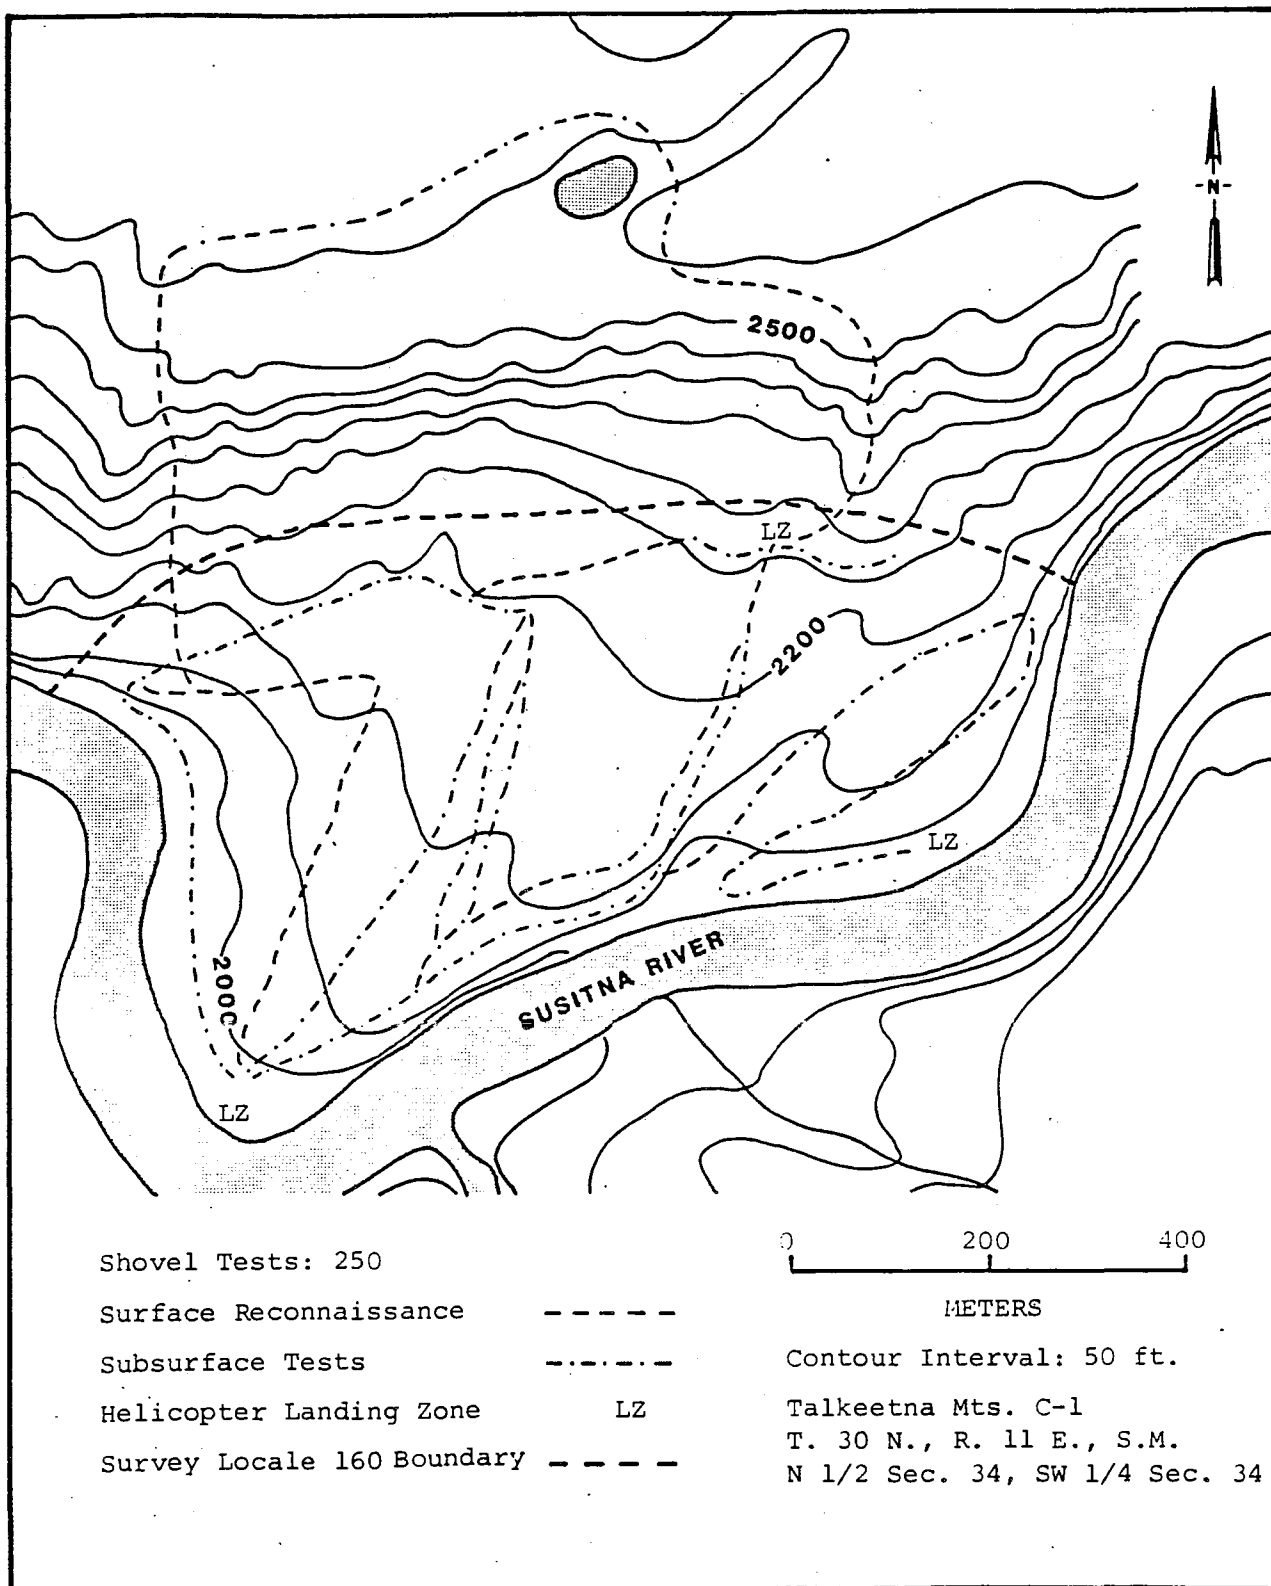 -N-
2500
LZ
2200
LZ
2000
SUSITNA RIVER
LZ
Shovel Tests: 250
Surface Reconnaissance
Subsurface Tests
Helicopter Landing Zone LZ
Survey Locale 160 Boundary
0 200 400
METERS
Contour Interval: 50 ft.
Talkeetna Mts. C-1
T. 30 N., R. 11 E., S.M.
N 1/2 Sec. 34, SW 1/4 Sec. 34